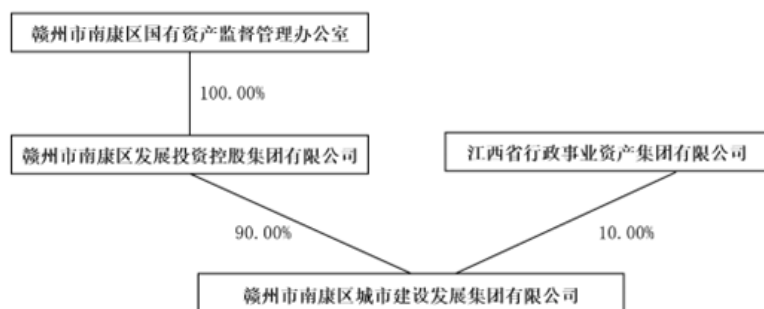 赣州市南康区国有资产监督管理办公室
100.00%
赣州市南康区发展投资控股集团有限公司
江西省行政事业资产集团有限公司
90.00%
10.00%
赣州市南康区城市建设发展集团有限公司